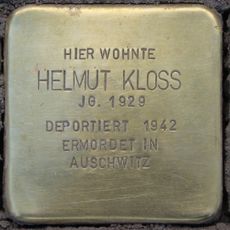 HIER WOHNTE
HELMUT KLOSS
JG. 1929
DEPORTIERT 1942
ERMORDET IN
AUSCHWITZ